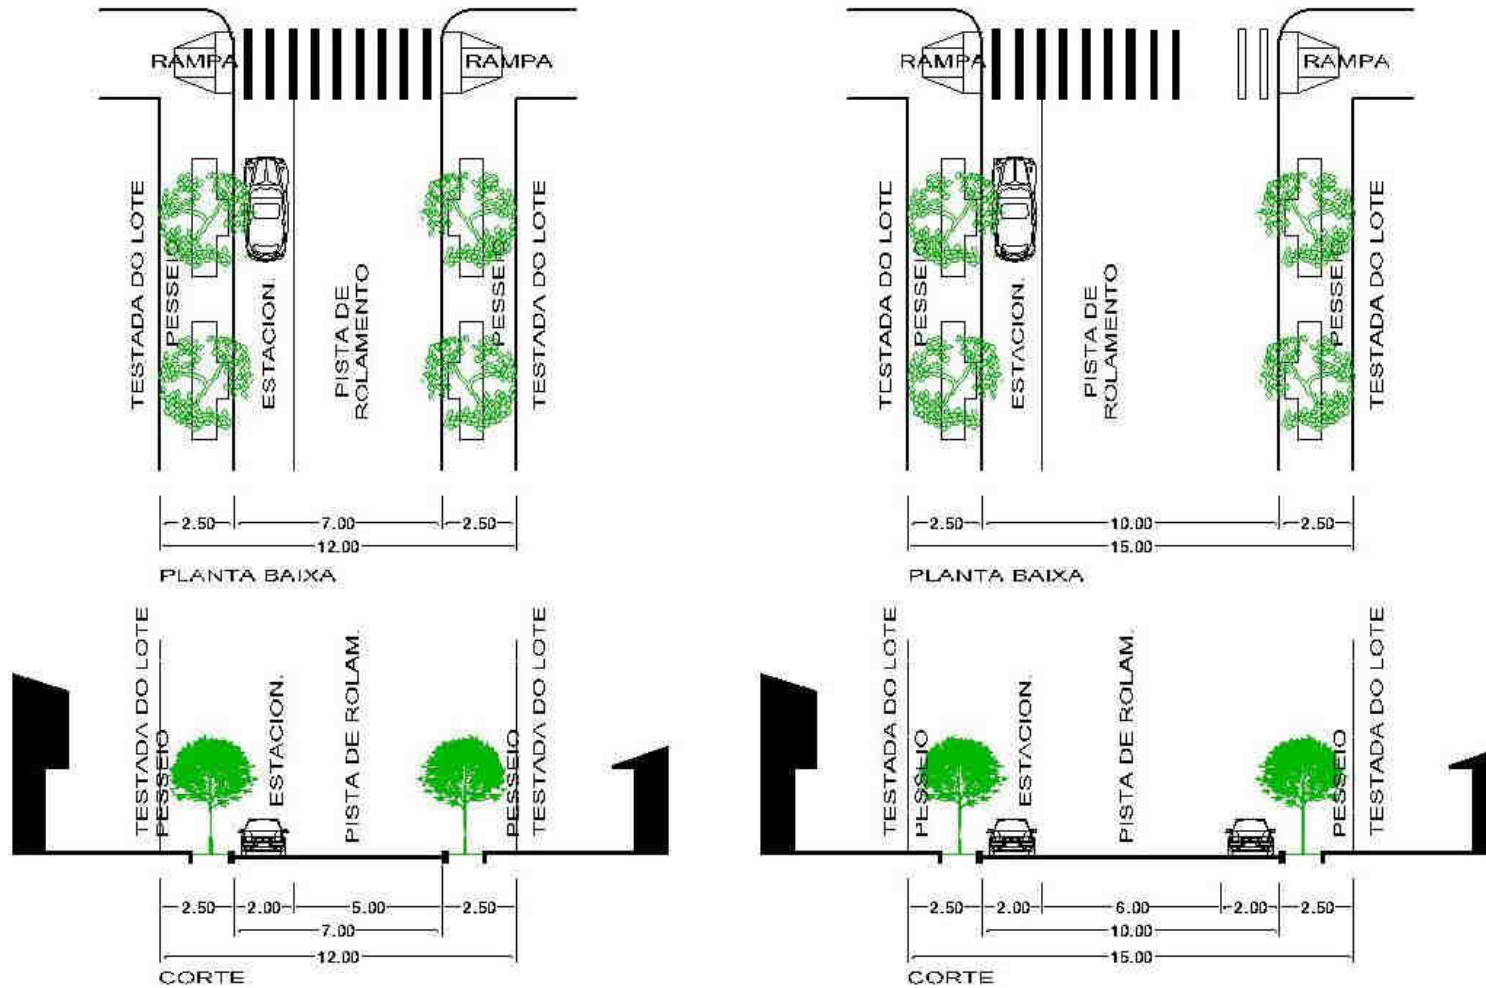 RAMPA
RAMPA
TESTADA DO LOTE
PESSEIO
ESTACION.
PISTA DE
ROLAMENTO
PESSEIO
TESTADA DO LOTE
2.50
7.00
2.50
12.00
PLANTA BAIXA
RAMPA
RAMPA
TESTADA DO LOTE
PESSEIO
ESTACION.
PISTA DE
ROLAMENTO
PESSEIO
TESTADA DO LOTE
2.50
10.00
2.50
15.00
PLANTA BAIXA
TESTADA DO LOTE
PESSEIO
ESTACION.
PISTA DE ROLAM.
PESSEIO
TESTADA DO LOTE
2.50
2.00
5.00
2.50
7.00
12.00
CORTE
TESTADA DO LOTE
PESSEIO
ESTACION.
PISTA DE ROLAM.
PESSEIO
TESTADA DO LOTE
2.50
2.00
6.00
2.00
2.50
10.00
15.00
CORTE